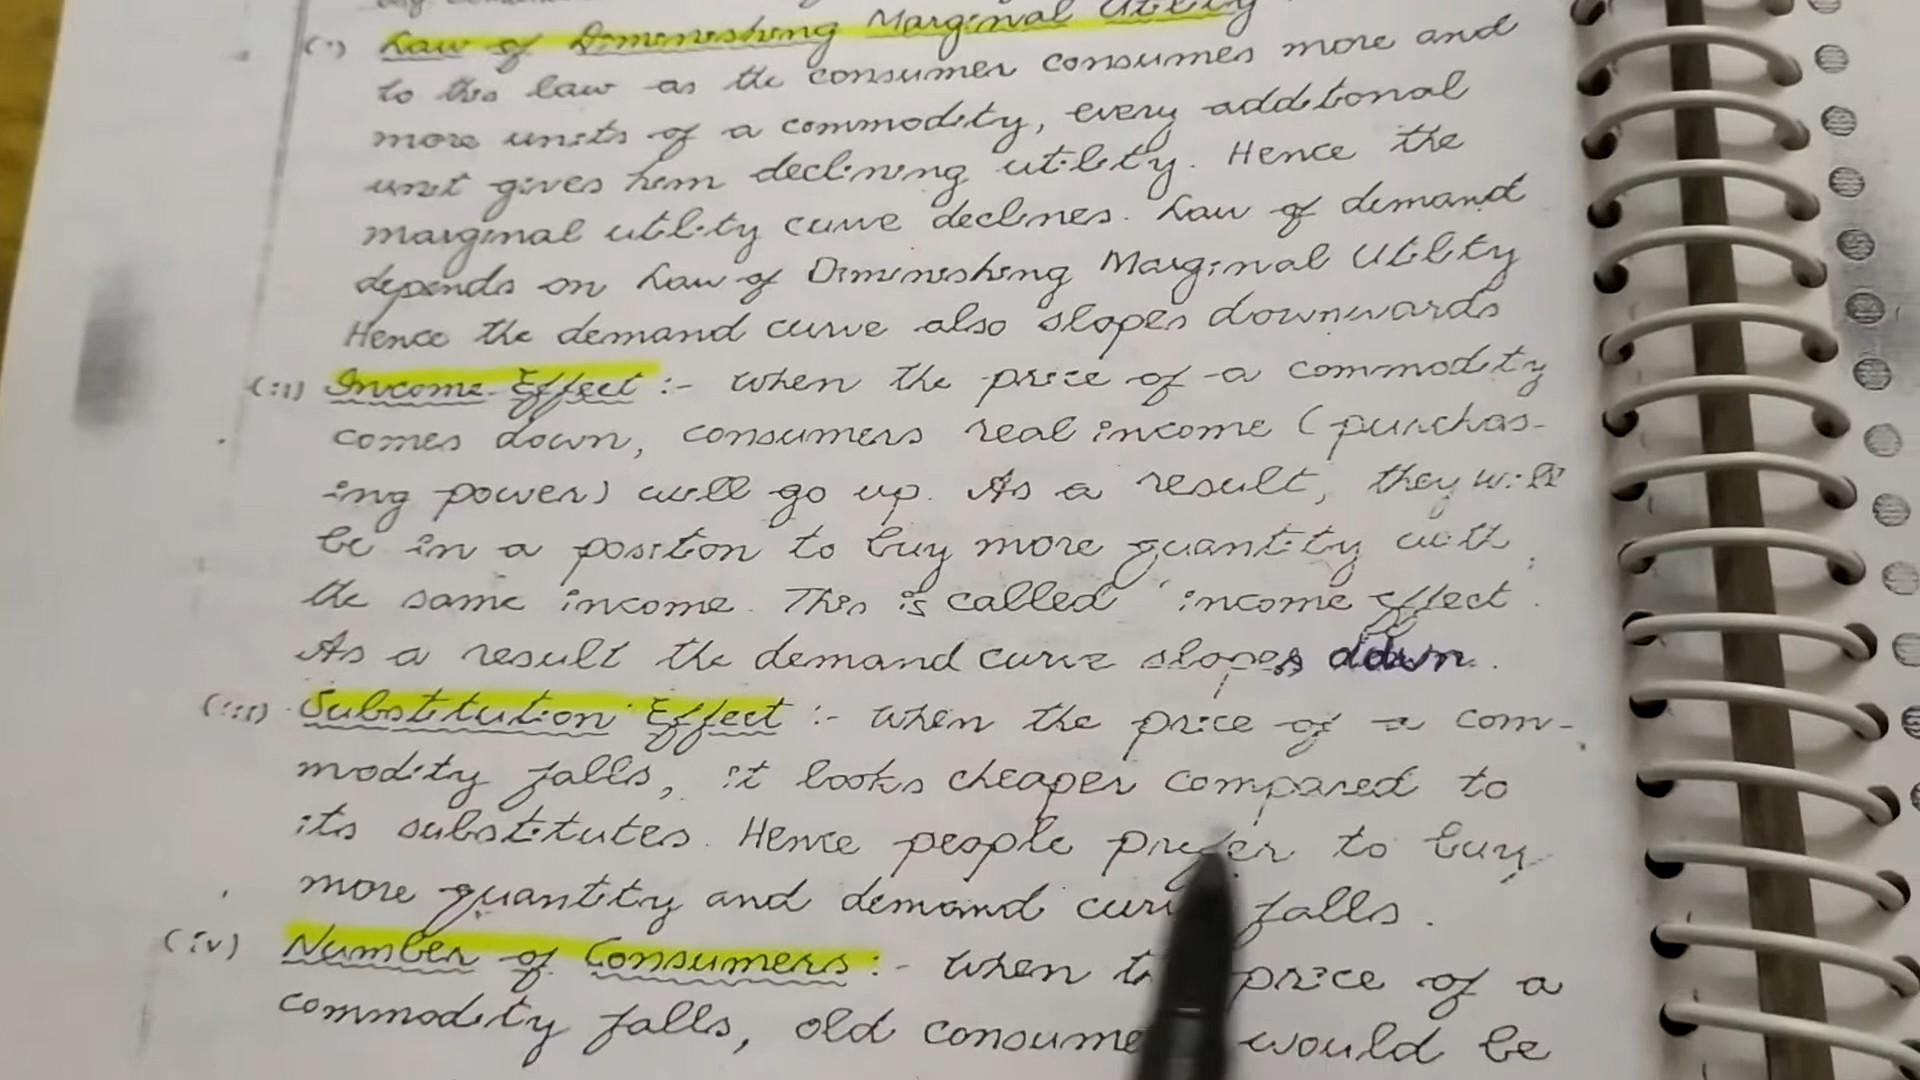 (i) Law of Diminishing Marginal Utility
to this law as the consumer consumes more and
more units of a commodity, every additonal
unit gives him declining utility. Hence the
marginal utility curve declines. Law of demand
depends on Law of Diminishing Marginal Utility
Hence the demand curve also slopes downwards
(ii) Income Effect :- When the price of a commodity
comes down, consumers real income (purchas-
ing power) will go up. As a result, they will
be in a positon to buy more quantity with
the same income. This is called 'income effect.
As a result the demand curve slopes down.
(iii) Substitution Effect :- When the price of a com-
modity falls, it looks cheaper compared to
its substitutes. Hence people prefer to buy
more quantity and demand curve falls.
(iv) Number of Consumers :- When the price of a
commodity falls, old consume would be